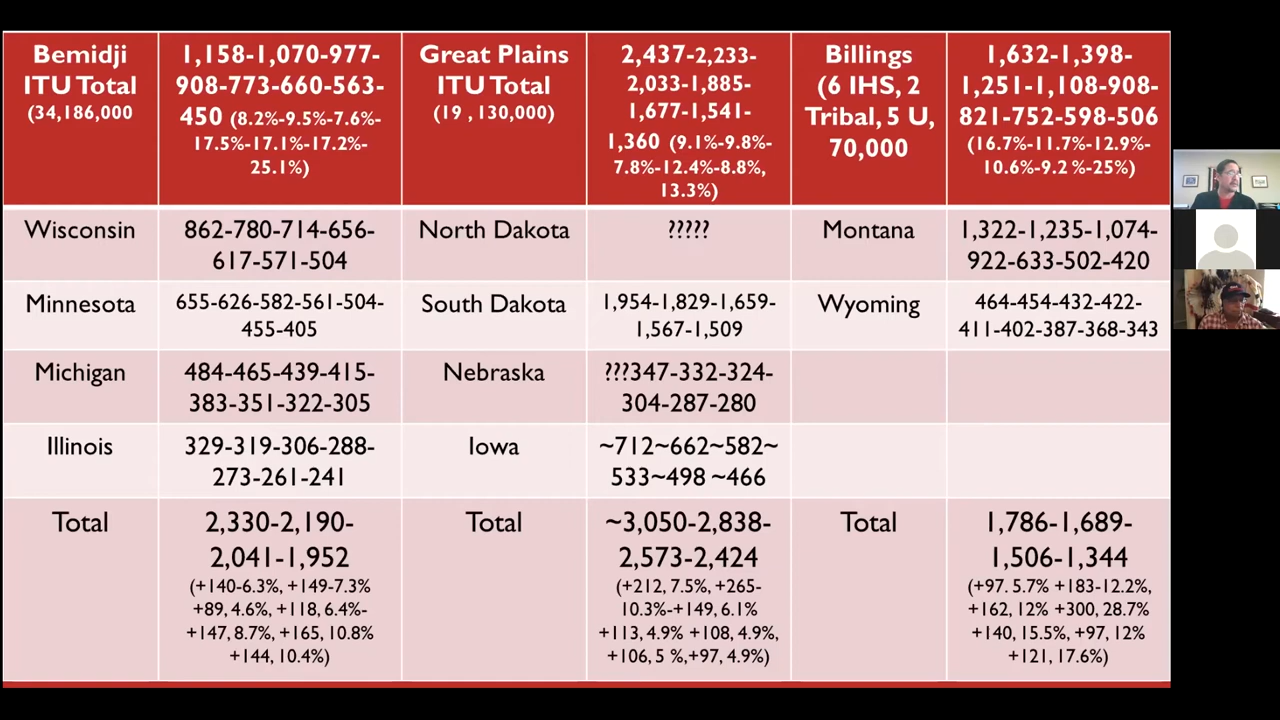 Bemidji
ITU Total
(34,186,000
1,158-1,070-977-
908-773-660-563-
450 (8.2%-9.5%-7.6%-
17.5%-17.1%-17.2%-
25.1%)
Great Plains
ITU Total
(19 , 130,000)
2,437-2,233-
2,033-1,885-
1,677-1,541-
1,360 (9.1%-9.8%-
7.8%-12.4%-8.8%,
13.3%)
Billings
(6 IHS, 2
Tribal, 5 U,
70,000
1,632-1,398-
1,251-1,108-908-
821-752-598-506
(16.7%-11.7%-12.9%-
10.6%-9.2 %-25%)
Wisconsin
862-780-714-656-
617-571-504
North Dakota
?????
Montana
1,322-1,235-1,074-
922-633-502-420
Minnesota
655-626-582-561-504-
455-405
South Dakota
1,954-1,829-1,659-
1,567-1,509
Wyoming
464-454-432-422-
411-402-387-368-343
Michigan
484-465-439-415-
383-351-322-305
Nebraska
???347-332-324-
304-287-280
Illinois
329-319-306-288-
273-261-241
Iowa
~712~662~582~
533~498 ~466
Total
2,330-2,190-
2,041-1,952
(+140-6.3%, +149-7.3%
+89, 4.6%, +118, 6.4%-
+147, 8.7%, +165, 10.8%
+144, 10.4%)
Total
~3,050-2,838-
2,573-2,424
(+212, 7.5%, +265-
10.3%-+149, 6.1%
+113, 4.9% +108, 4.9%,
+106, 5 %,+97, 4.9%)
Total
1,786-1,689-
1,506-1,344
(+97. 5.7% +183-12.2%,
+162, 12% +300, 28.7%
+140, 15.5%, +97, 12%
+121, 17.6%)